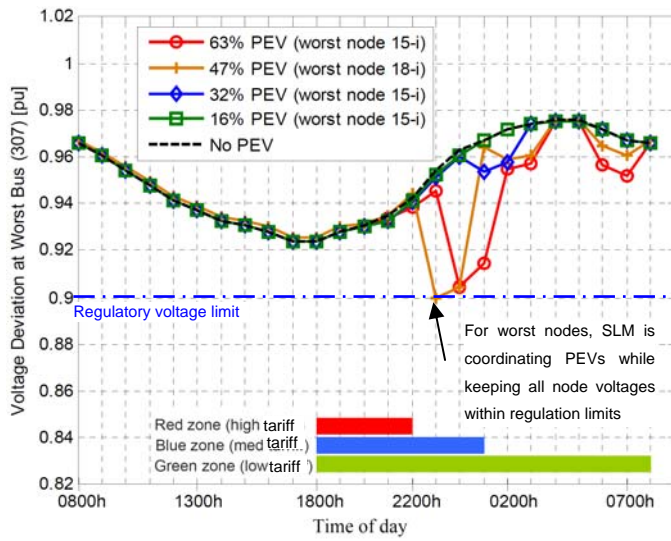 1.02
1
0.98
0.96
0.94
0.92
0.9
0.88
0.86
0.84
0.82
Voltage Deviation at Worst Bus (307) [pu]
63% PEV (worst node 15-i)
47% PEV (worst node 18-i)
32% PEV (worst node 15-i)
16% PEV (worst node 15-i)
No PEV
Regulatory voltage limit
For worst nodes, SLM is
coordinating PEVs while
keeping all node voltages
within regulation limits
Red zone (high tariff
Blue zone (med tariff )
Green zone (low tariff
0800h 1300h 1800h 2200h 0200h 0700h
Time of day